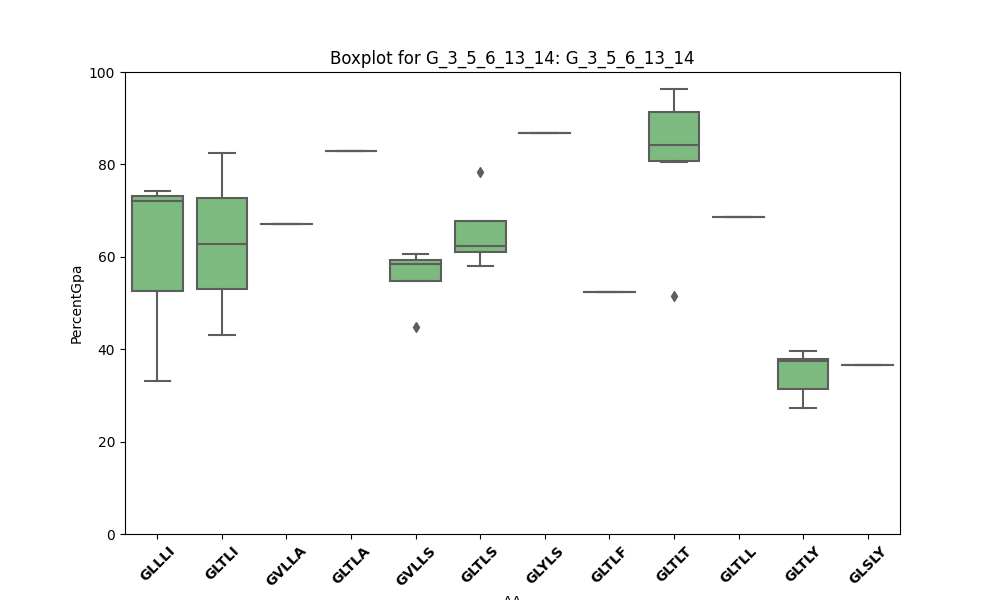 Boxplot for G_3_5_6_13_14: G_3_5_6_13_14
100
80
60
40
20
0
PercentGpa
GLLLI
GLTLI
GVLLA
GLTLA
GVLLS
GLTLS
GLYLS
GLTLF
GLTLT
GLTLL
GLTLY
GLSLY
AA